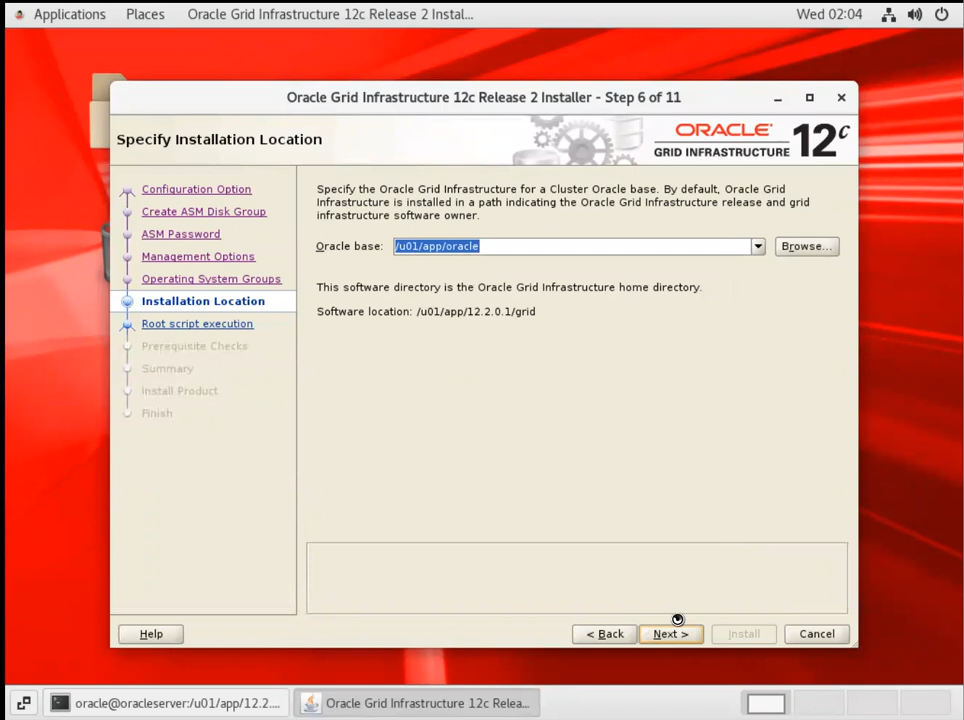 Applications Places Oracle Grid Infrastructure 12c Release 2 Instal... Wed 02:04
Oracle Grid Infrastructure 12c Release 2 Installer - Step 6 of 11
Specify Installation Location
ORACLE
GRID INFRASTRUCTURE
12c
Configuration Option
Create ASM Disk Group
ASM Password
Management Options
Operating System Groups
Installation Location
Root script execution
Prerequisite Checks
Summary
Install Product
Finish
Specify the Oracle Grid Infrastructure for a Cluster Oracle base. By default, Oracle Grid
Infrastructure is installed in a path indicating the Oracle Grid Infrastructure release and grid
infrastructure software owner.
Oracle base: /u01/app/oracle Browse...
This software directory is the Oracle Grid Infrastructure home directory.
Software location: /u01/app/12.2.0.1/grid
Help < Back Next > Install Cancel
oracle@oracleserver:/u01/app/12.2.... Oracle Grid Infrastructure 12c Relea...